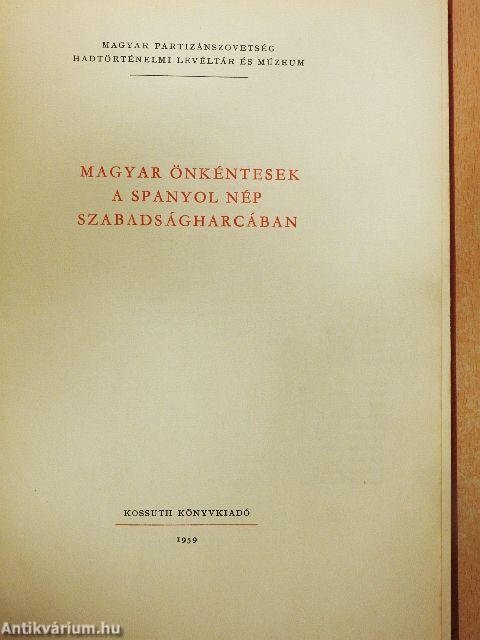 MAGYAR PARTIZÁNSZÖVETSÉG
HADTÖRTÉNELMI LEVÉLTÁR ÉS MÚZEUM
MAGYAR ÖNKÉNTESEK
A SPANYOL NÉP
SZABADSÁGHARCÁBAN
KOSSUTH KÖNYVKIADÓ
1959
Antikvárium.hu